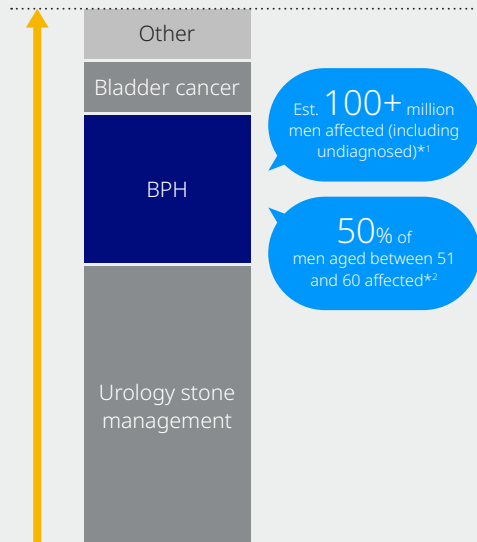 Other
Bladder cancer
BPH
Est. 100+ million
men affected (including
undiagnosed)*1
50% of
men aged between 51
and 60 affected*2
Urology stone
management